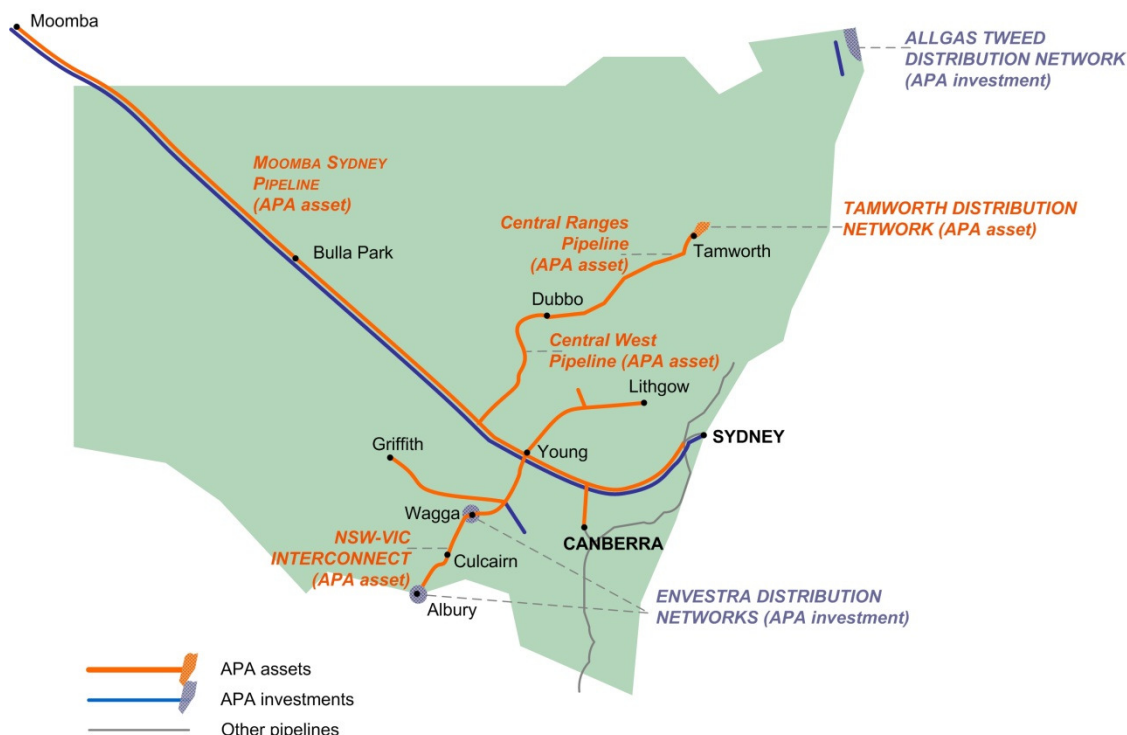 Moomba
ALLGAS TWEED
DISTRIBUTION NETWORK
(APA investment)
MOOMBA SYDNEY
PIPELINE
(APA asset)
Central Ranges
Pipeline
(APA asset)
TAMWORTH DISTRIBUTION
NETWORK (APA asset)
Tamworth
Bulla Park
Dubbo
Central West
Pipeline (APA asset)
Lithgow
SYDNEY
Griffith
Young
Wagga
CANBERRA
NSW-VIC
INTERCONNECT
(APA asset)
Culcairn
Albury
ENVESTRA DISTRIBUTION
NETWORKS (APA investment)
APA assets
APA investments
Other pipelines